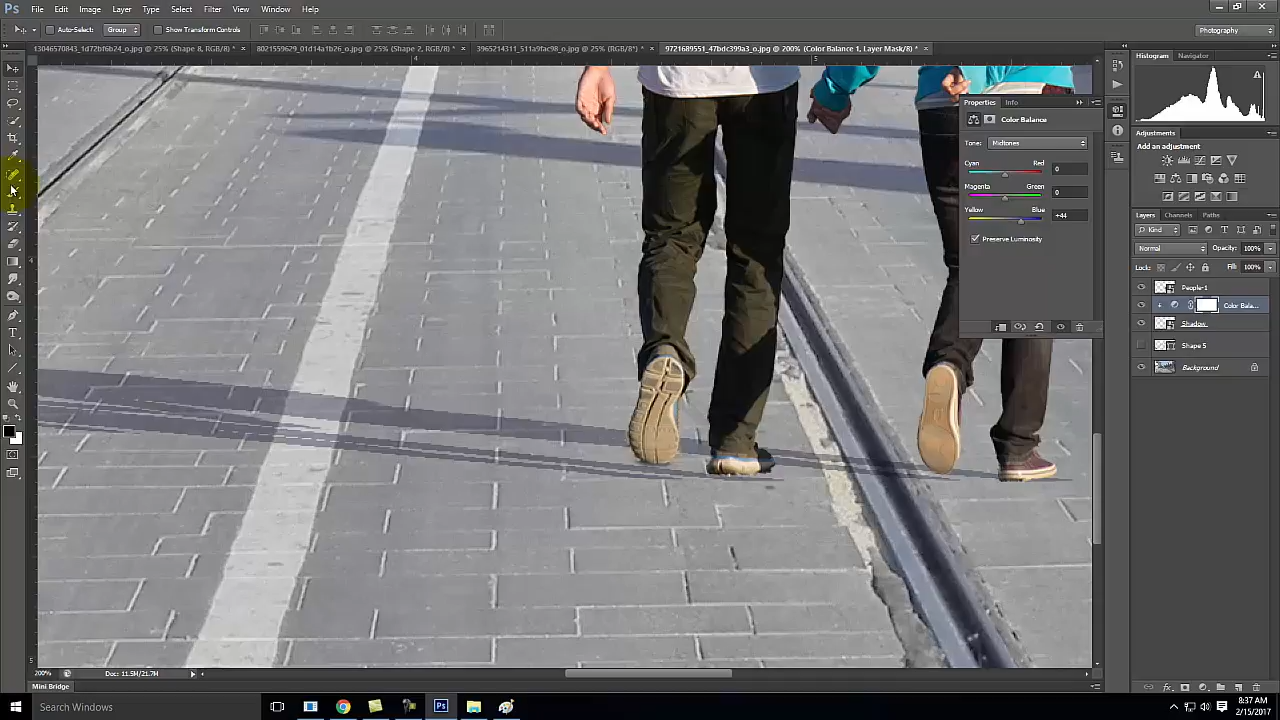 Ps File Edit Image Layer Type Select Filter View Window Help
Auto-Select: Group Show Transform Controls Photography
13046570843_1d72bf6b24_o.jpg @ 25% (Shape 8, RGB/8) * × 8021559629_01d14a1b26_o.jpg @ 25% (Shape 2, RGB/8) * × 3965214311_511a9fac98_o.jpg @ 25% (RGB/8*) * × 9721689551_47bdc399a3_o.jpg @ 200% (Color Balance 1, Layer Mask/8) * ×
Histogram Navigator
4 5
Properties Info
Color Balance
Tone: Midtones
Cyan Red 0
Magenta Green 0
Yellow Blue +44
Preserve Luminosity
Adjustments
Add an adjustment
Layers Channels Paths
Kind
Normal Opacity: 100%
Lock: Fill: 100%
People-1
Color Bala...
Shadow
Shape 5
Background
200% Doc: 11.5M/21.7M
Mini Bridge
Search Windows
Ps
8:37 AM
2/15/2017